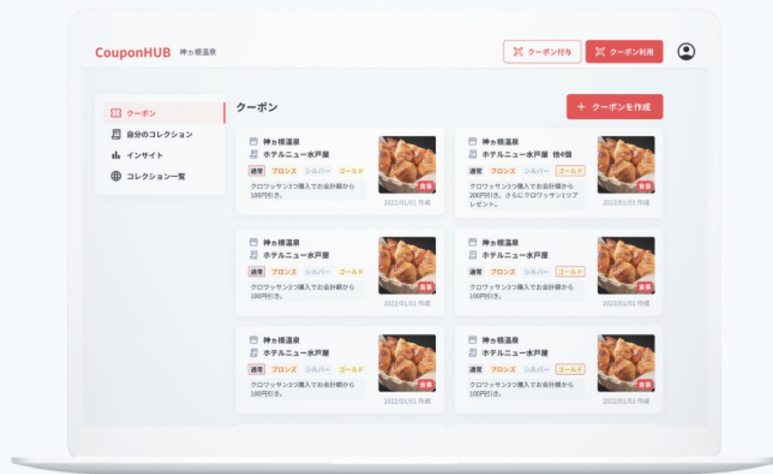 CouponHUB 神ヵ根温泉
クーポン付与 クーポン利用
クーポン
自分のコレクション
インサイト
コレクション一覧
クーポン
+ クーポンを作成
神ヵ根温泉
ホテルニュー水戸屋
通常 ブロンズ シルバー ゴールド
クロワッサン3つ購入でお会計額から
100円引き。
食事
2022/01/01 作成
神ヵ根温泉
ホテルニュー水戸屋 他4個
通常 ブロンズ シルバー ゴールド
クロワッサン3つ購入でお会計額から
200円引き。さらにクロワッサン1つプ
レゼント。
食事
2022/01/01 作成
神ヵ根温泉
ホテルニュー水戸屋
通常 ブロンズ シルバー ゴールド
クロワッサン3つ購入でお会計額から
100円引き。
食事
2022/01/01 作成
神ヵ根温泉
ホテルニュー水戸屋
通常 ブロンズ シルバー ゴールド
クロワッサン3つ購入でお会計額から
100円引き。
食事
2022/01/01 作成
神ヵ根温泉
ホテルニュー水戸屋
通常 ブロンズ シルバー ゴールド
クロワッサン3つ購入でお会計額から
100円引き。
食事
2022/01/01 作成
神ヵ根温泉
ホテルニュー水戸屋
通常 ブロンズ シルバー ゴールド
クロワッサン3つ購入でお会計額から
100円引き。
食事
2022/01/01 作成